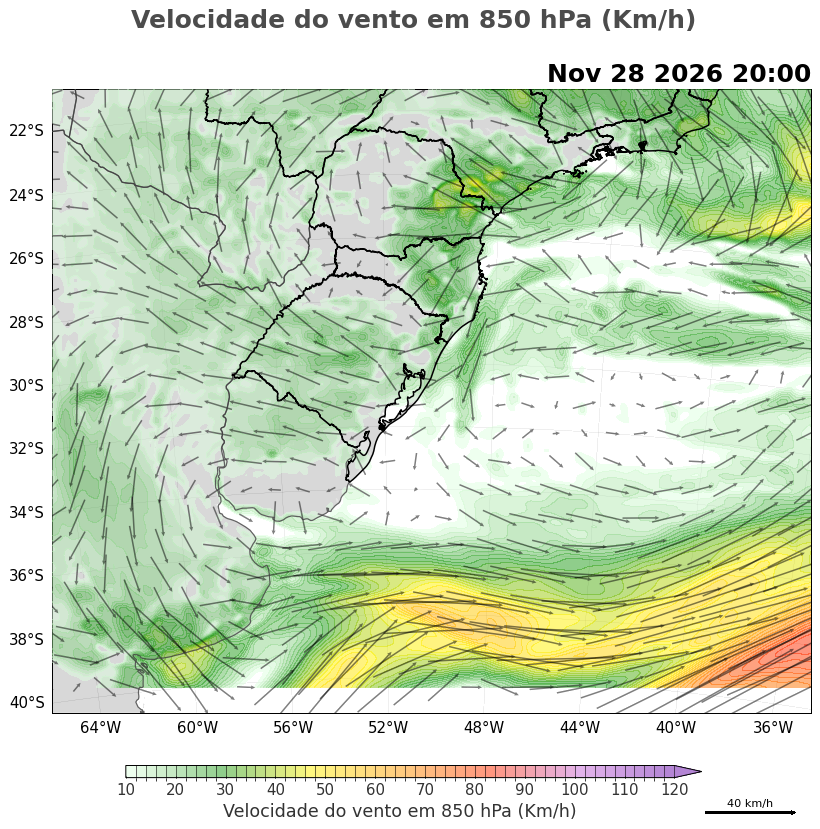 Velocidade do vento em 850 hPa (Km/h)
Nov 28 2026 20:00
22°S
24°S
26°S
28°S
30°S
32°S
34°S
36°S
38°S
40°S
64°W 60°W 56°W 52°W 48°W 44°W 40°W 36°W
10 20 30 40 50 60 70 80 90 100 110 120
Velocidade do vento em 850 hPa (Km/h)
40 km/h